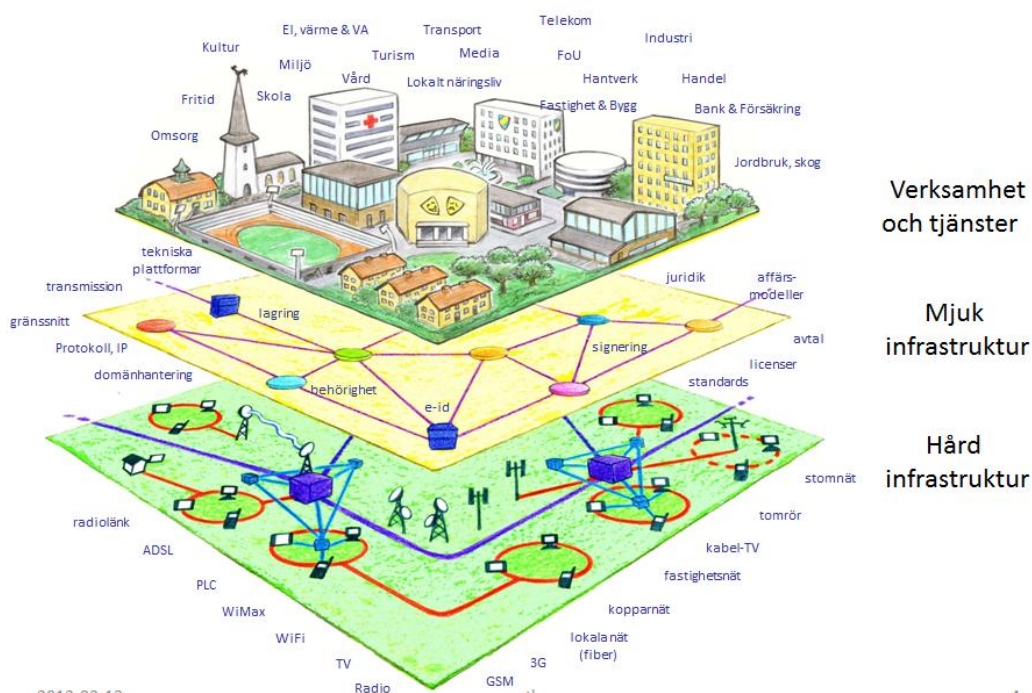 Telekom
El, värme & VA
Transport
Industri
Kultur
Turism
Media
FoU
Miljö
Vård
Lokalt näringsliv
Hantverk
Handel
Fritid
Skola
Fastighet & Bygg
Bank & Försäkring
Omsorg
Jordbruk, skog
Verksamhet
och tjänster
tekniska
plattformar
juridik
affärs-
modeller
transmission
lagring
gränssnitt
Mjuk
infrastruktur
Protokoll, IP
signering
avtal
domänhantering
licenser
behörighet
standards
e-id
Hård
infrastruktur
stomnät
radiolänk
tomrör
ADSL
kabel-TV
fastighetsnät
PLC
WiMax
kopparnät
WiFi
lokala nät
(fiber)
TV
3G
Radio
GSM